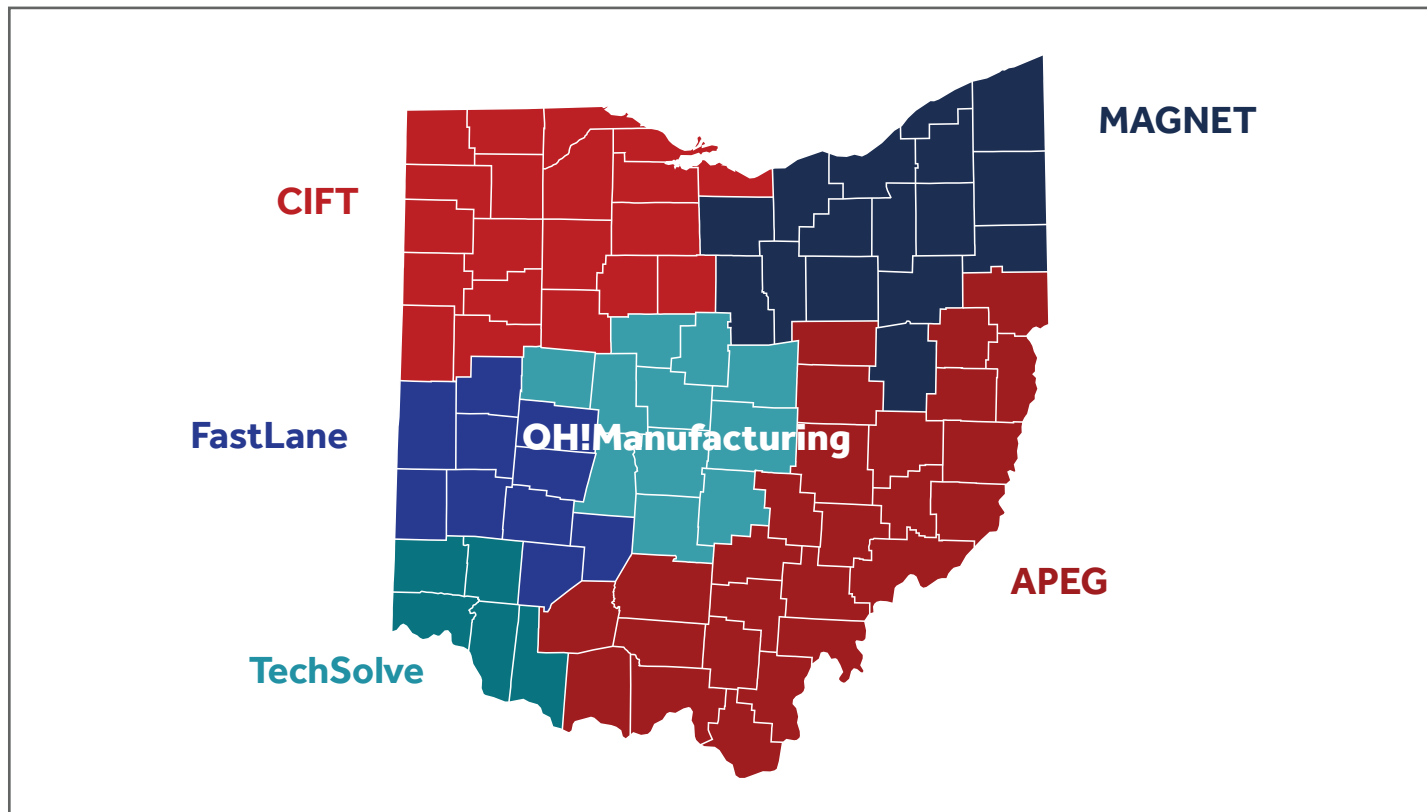 MAGNET
CIFT
FastLane
OH!Manufacturing
APEG
TechSolve